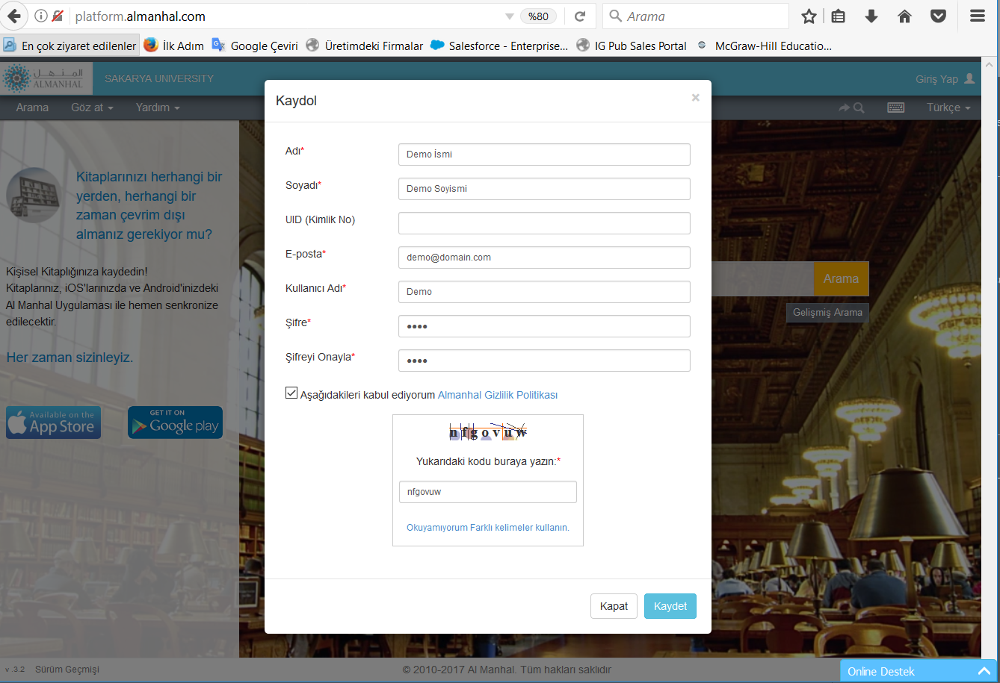 platform.almanhal.com
%80
Arama
En çok ziyaret edilenler
İlk Adım
Google Çeviri
Üretimdeki Firmalar
Salesforce - Enterprise...
IG Pub Sales Portal
McGraw-Hill Educatio...
المنهل
ALMANHAL
SAKARYA UNIVERSITY
Giriş Yap
Arama
Göz at
Yardım
Türkçe
Kitaplarınızı herhangi bir
yerden, herhangi bir
zaman çevrim dışı
almanız gerekiyor mu?
Kişisel Kitaplığınıza kaydedin!
Kitaplarınız, iOS'larınızda ve Android'inizdeki
Al Manhal Uygulaması ile hemen senkronize
edilecektir.
Her zaman sizinleyiz.
Available on the
App Store
GET IT ON
Google play
Kaydol
×
Adı*
Demo İsmi
Soyadı*
Demo Soyismi
UID (Kimlik No)
E-posta*
demo@domain.com
Kullanıcı Adı*
Demo
Şifre*
••••
Şifreyi Onayla*
••••
Aşağıdakileri kabul ediyorum Almanhal Gizlilik Politikası
nfgovuw
Yukarıdaki kodu buraya yazın:*
nfgovuw
Okuyamıyorum Farklı kelimeler kullanın.
Kapat
Kaydet
Arama
Gelişmiş Arama
v .3.2
Sürüm Geçmişi
© 2010-2017 Al Manhal. Tüm hakları saklıdır
Online Destek